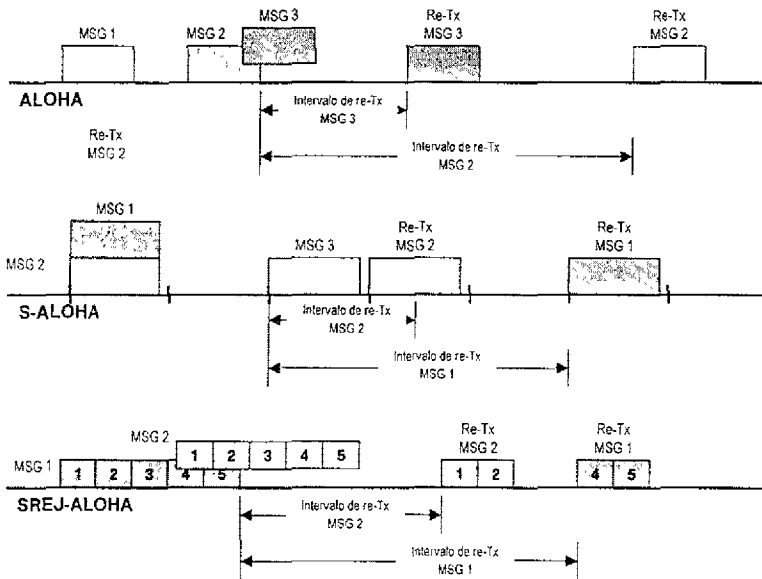 MSG 3
Re-Tx
MSG 3
Re-Tx
MSG 2
MSG 1
MSG 2
ALOHA
Intervalo de re-Tx
MSG 3
Re-Tx
MSG 2
Intervalo de re-Tx
MSG 2
MSG 1
MSG 2
MSG 3
Re-Tx
MSG 2
Re-Tx
MSG 1
S-ALOHA
Intervalo de re-Tx
MSG 2
Intervalo de re-Tx
MSG 1
MSG 2
1 2 3 4 5
MSG 1
1 2 3 4 5
Re-Tx
MSG 2
1 2
Re-Tx
MSG 1
4 5
SREJ-ALOHA
Intervalo de re-Tx
MSG 2
Intervalo de re-Tx
MSG 1